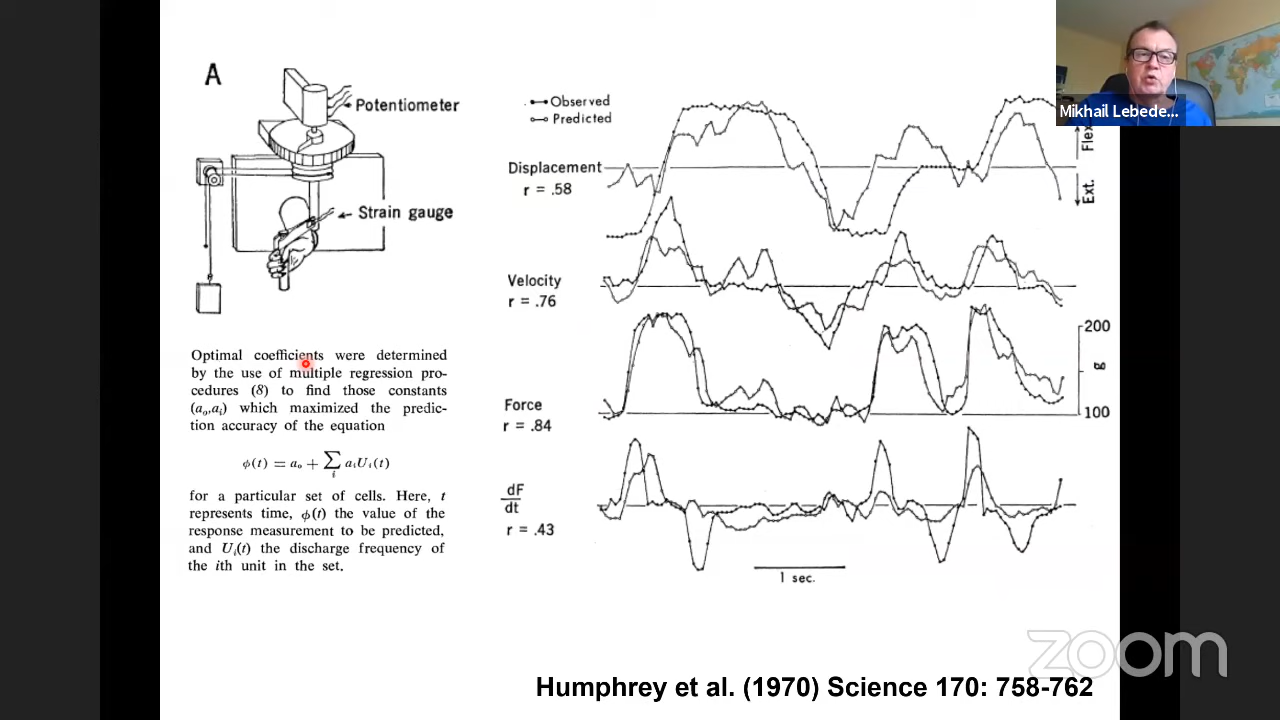 A
Potentiometer
Strain gauge
Optimal coefficients were determined
by the use of multiple regression pro-
cedures (8) to find those constants
(aₒ,aᵢ) which maximized the predic-
tion accuracy of the equation
ϕ(t) = aₒ + ∑ aᵢUᵢ(t)
i
for a particular set of cells. Here, t
represents time, ϕ(t) the value of the
response measurement to be predicted,
and Uᵢ(t) the discharge frequency of
the ith unit in the set.
Observed
Predicted
Displacement
r = .58
Flex
Ext.
Velocity
r = .76
Force
r = .84
200
g
100
dF
dt
r = .43
1 sec.
Mikhail Lebede...
zoom
Humphrey et al. (1970) Science 170: 758-762